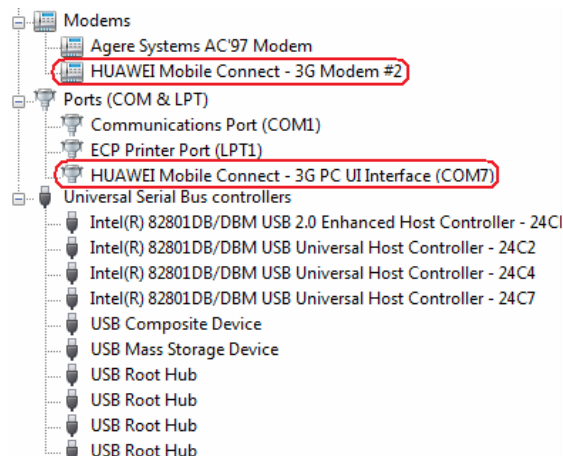 Modems
Agere Systems AC'97 Modem
HUAWEI Mobile Connect - 3G Modem #2
Ports (COM & LPT)
Communications Port (COM1)
ECP Printer Port (LPT1)
HUAWEI Mobile Connect - 3G PC UI Interface (COM7)
Universal Serial Bus controllers
Intel(R) 82801DB/DBM USB 2.0 Enhanced Host Controller - 24C
Intel(R) 82801DB/DBM USB Universal Host Controller - 24C2
Intel(R) 82801DB/DBM USB Universal Host Controller - 24C4
Intel(R) 82801DB/DBM USB Universal Host Controller - 24C7
USB Composite Device
USB Mass Storage Device
USB Root Hub
USB Root Hub
USB Root Hub
USB Root Hub